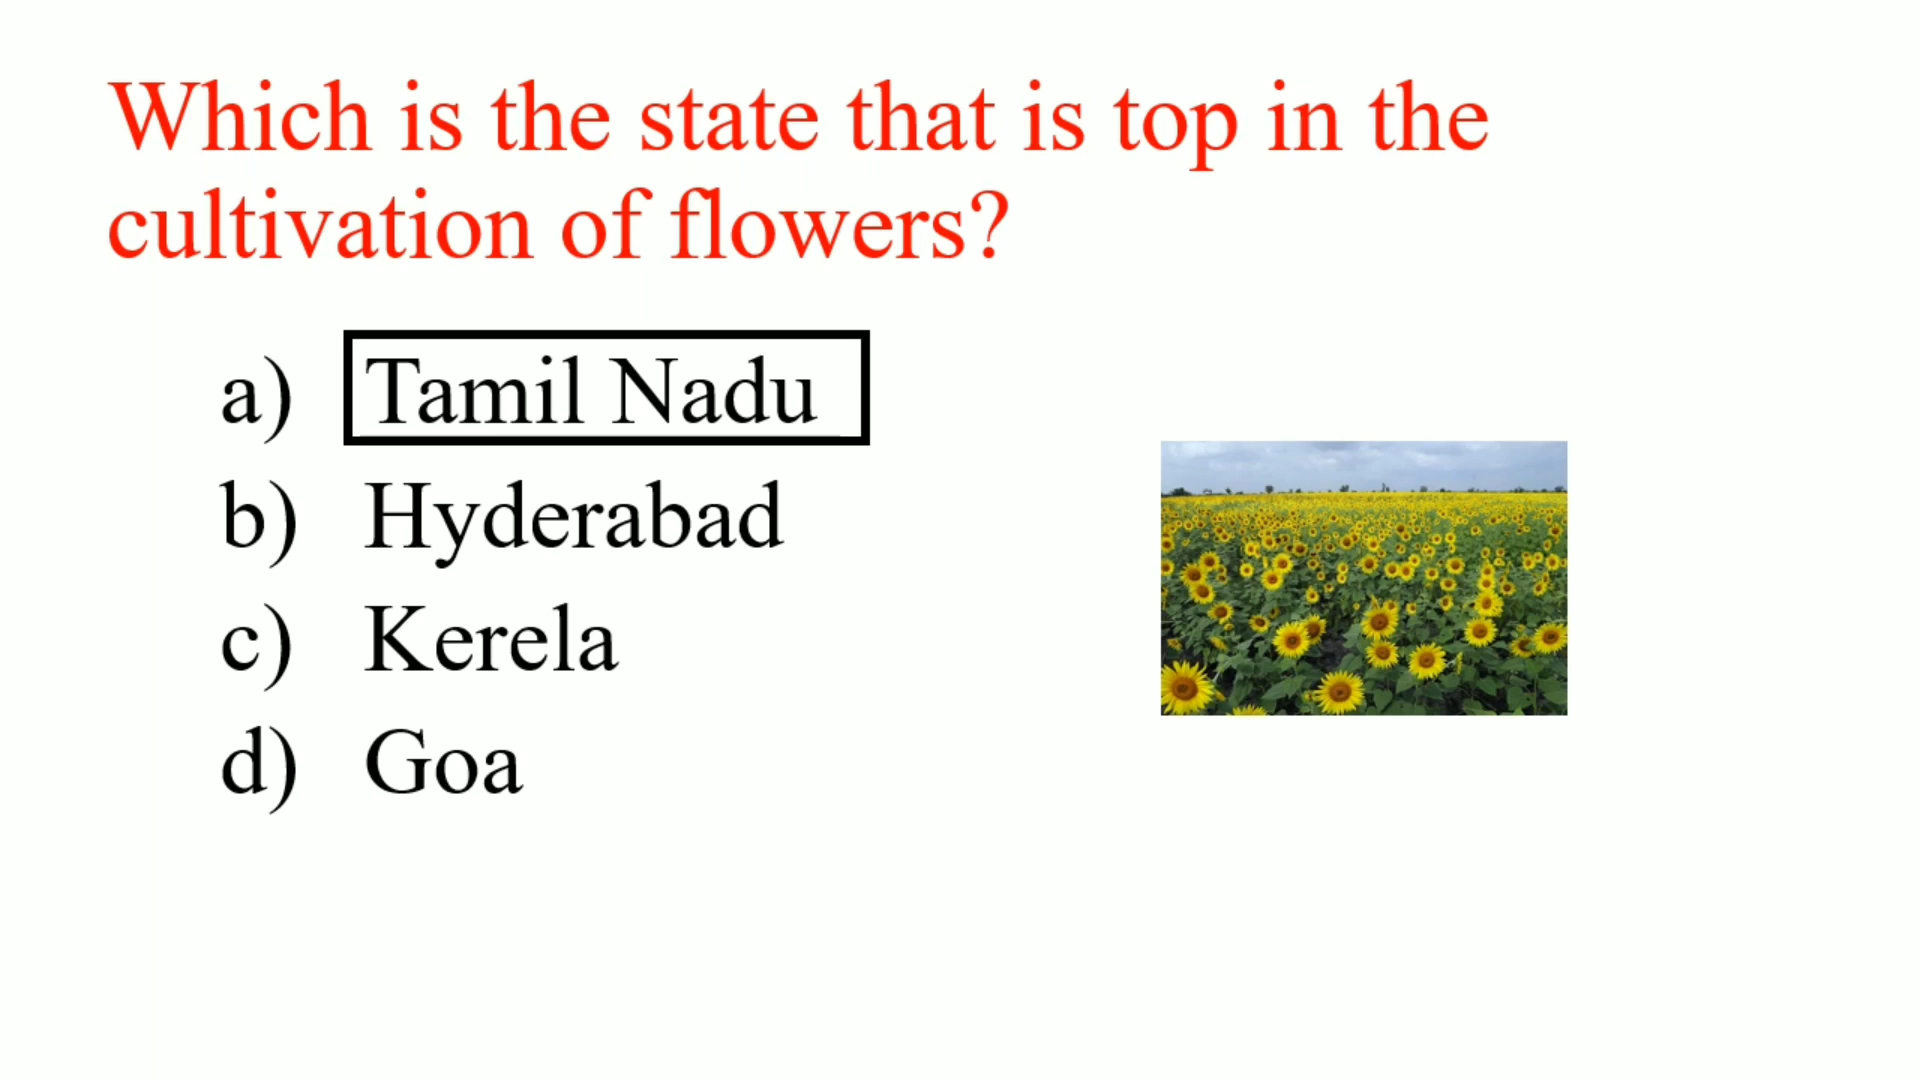 Which is the state that is top in the
cultivation of flowers?
a) Tamil Nadu
b) Hyderabad
c) Kerela
d) Goa